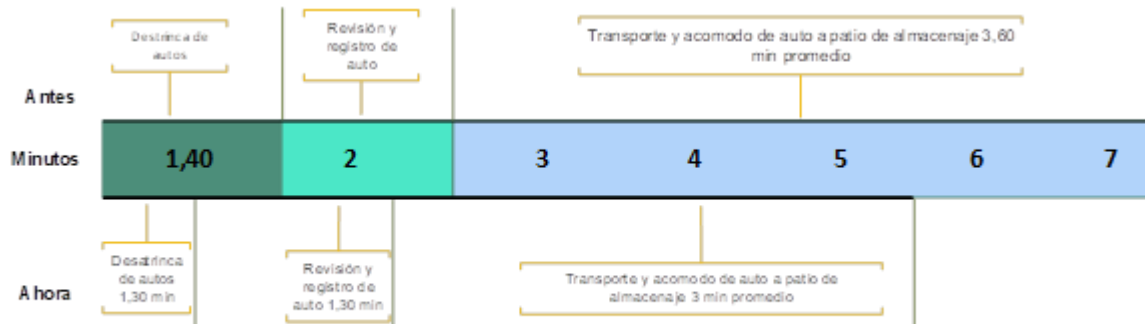 Destrinca de
autos
Revisión y
registro de
auto
Transporte y acomodo de auto a patio de almacenaje 3,60
min promedio
Antes
Minutos
1,40
2
3
4
5
6
7
Desatrinca
de autos
1,30 min
Revisión y
registro de
auto 1,30 min
Transporte y acomodo de auto a patio de
almacenaje 3 min promedio
Ahora